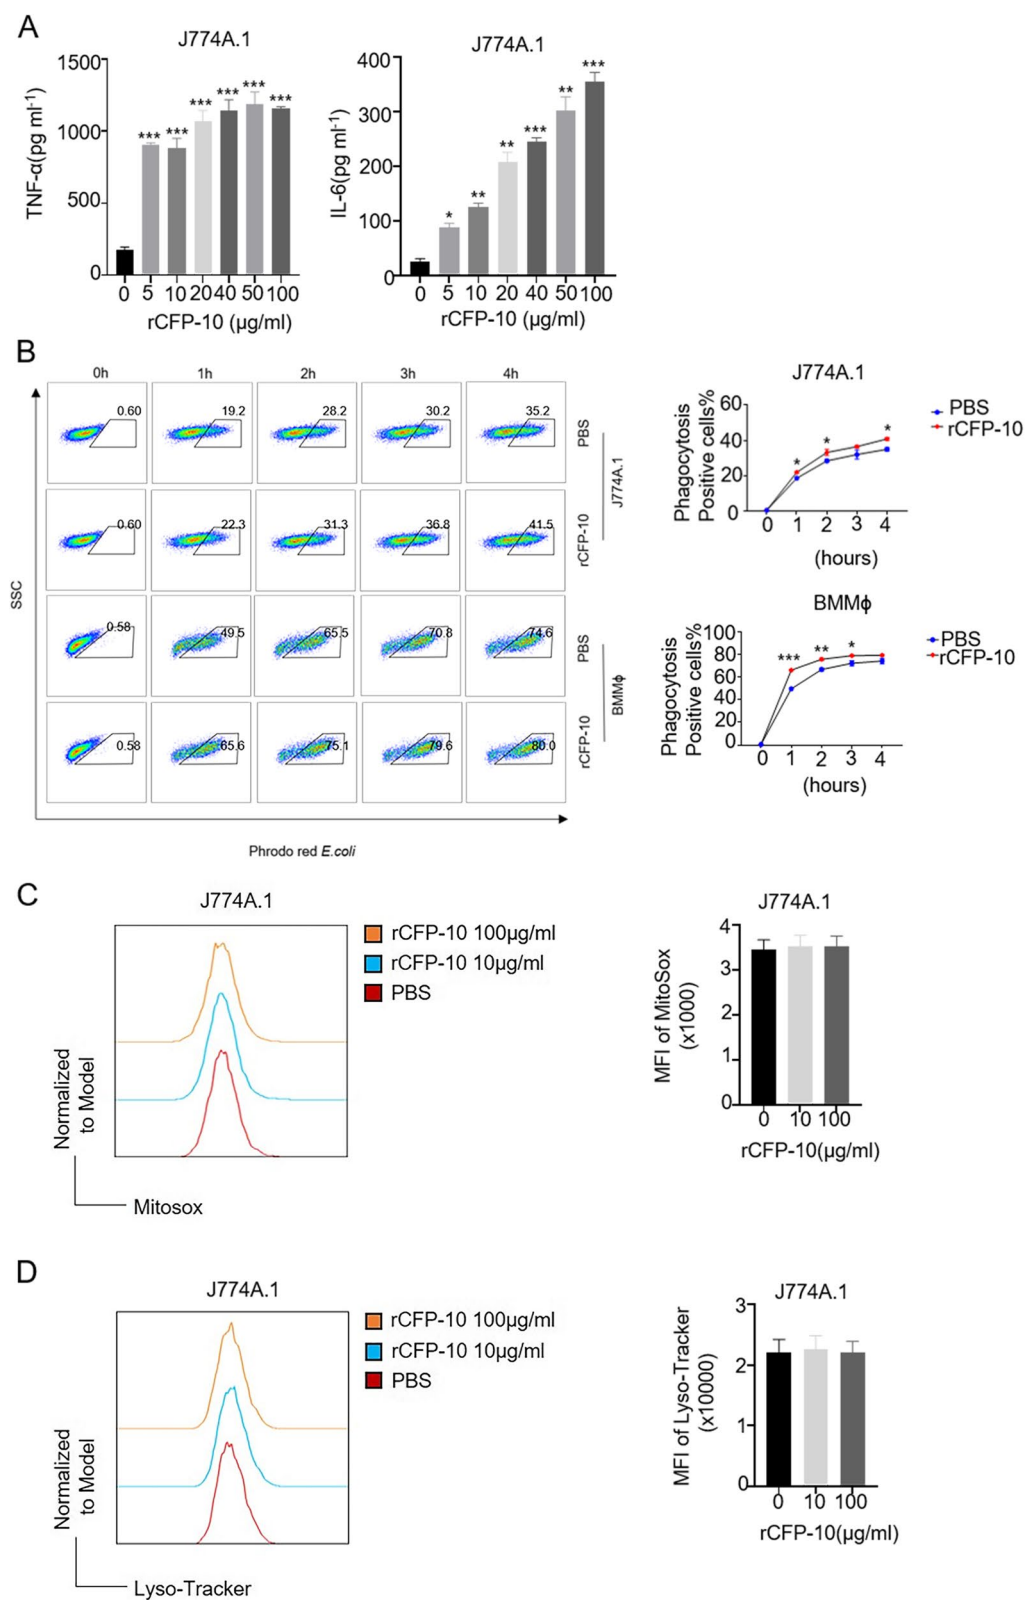 A
J774A.1
TNF-α(pg ml-1)
1500
1000
500
0
***
***
***
***
***
***
0 5 10 20 40 50 100
rCFP-10 (µg/ml)
J774A.1
IL-6(pg ml-1)
400
300
200
100
0
*
**
**
***
**
***
0 5 10 20 40 50 100
rCFP-10 (µg/ml)
B
0h 1h 2h 3h 4h
0.60 19.2 28.2 30.2 35.2
PBS
0.60 22.3 31.3 36.8 41.5
rCFP-10
J774A.1
0.58 49.5 65.5 70.8 74.6
PBS
0.58 65.6 75.1 79.6 80.0
rCFP-10
BMMϕ
SSC
Phrodo red E.coli
J774A.1
Phagocytosis
Positive cells%
60
40
20
0
* * *
0 1 2 3 4
(hours)
PBS
rCFP-10
BMMϕ
Phagocytosis
Positive cells%
100
80
60
40
20
0
*** ** *
0 1 2 3 4
(hours)
PBS
rCFP-10
C
J774A.1
rCFP-10 100µg/ml
rCFP-10 10µg/ml
PBS
Normalized
to Model
Mitosox
J774A.1
MFI of MitoSox
(x1000)
4
3
2
1
0
0 10 100
rCFP-10(µg/ml)
D
J774A.1
rCFP-10 100µg/ml
rCFP-10 10µg/ml
PBS
Normalized
to Model
Lyso-Tracker
J774A.1
MFI of Lyso-Tracker
(x10000)
3
2
1
0
0 10 100
rCFP-10(µg/ml)